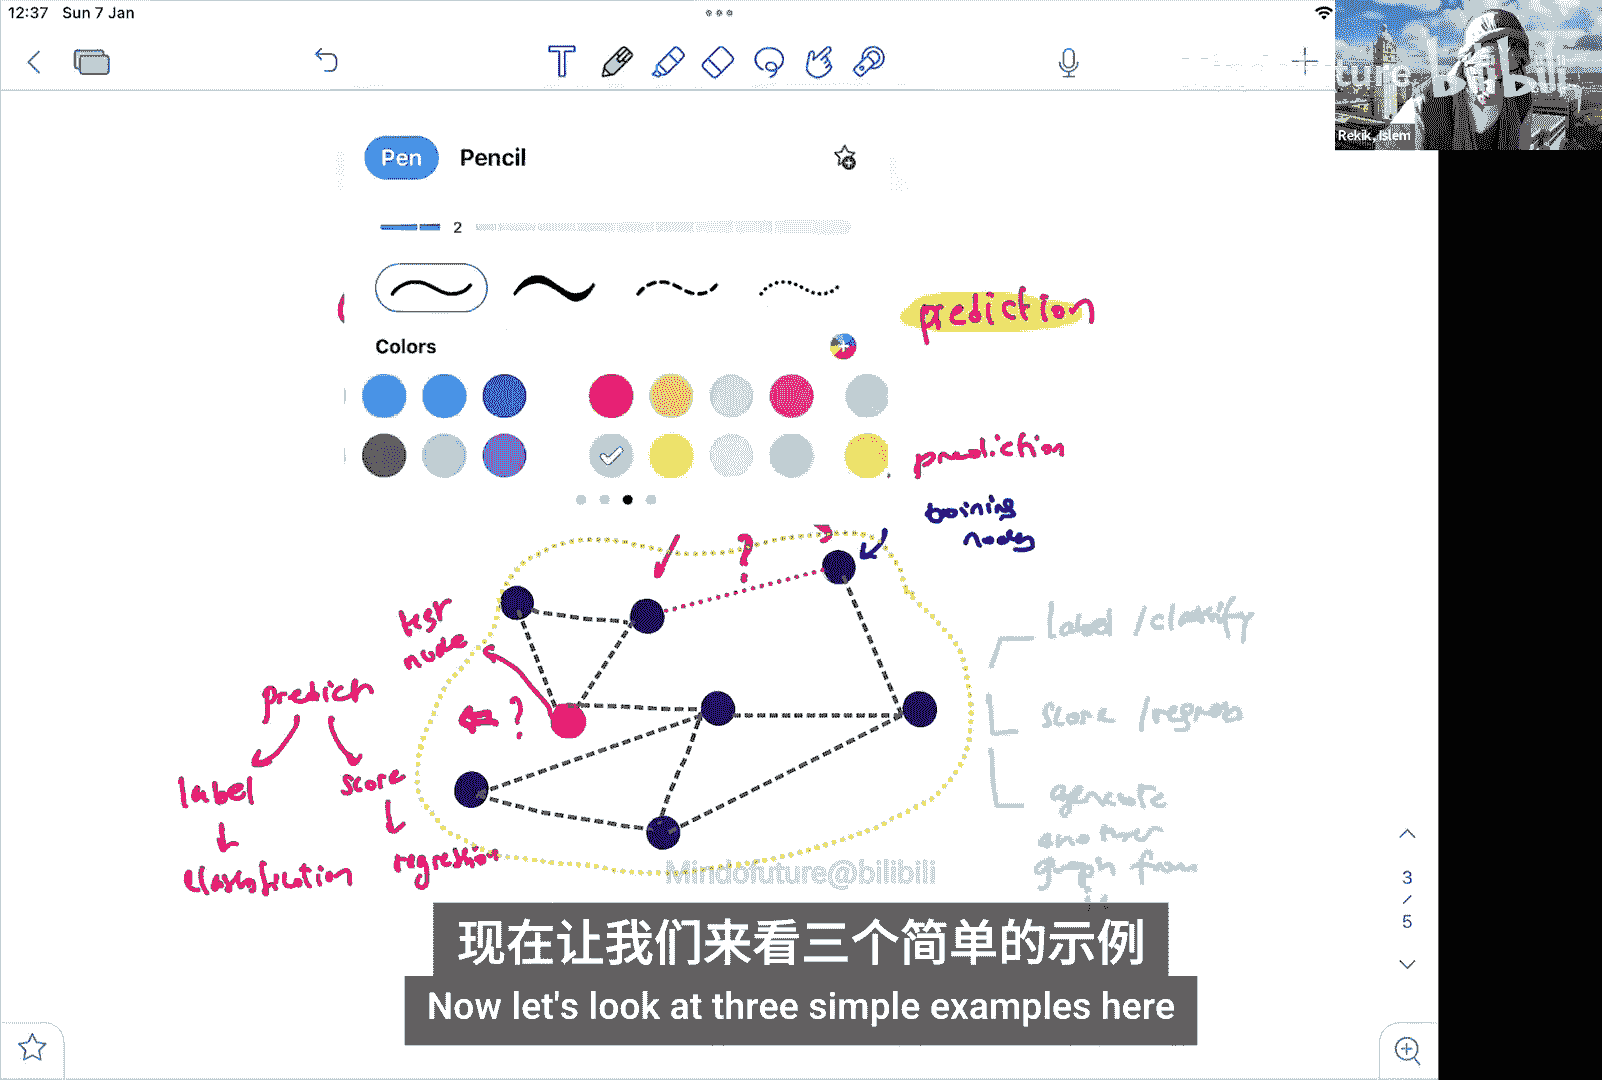 12:37 Sun 7 Jan
bilibili
Rekik, Islem
Pen Pencil
2
Colors
prediction
prediction
training
nodes
?
test
node
label / classify
predict
?
score / regress
label
score
generate
another
graph from
classification
regression
Mindofuture@bilibili
3
/
5
现在让我们来看三个简单的示例
Now let's look at three simple examples here